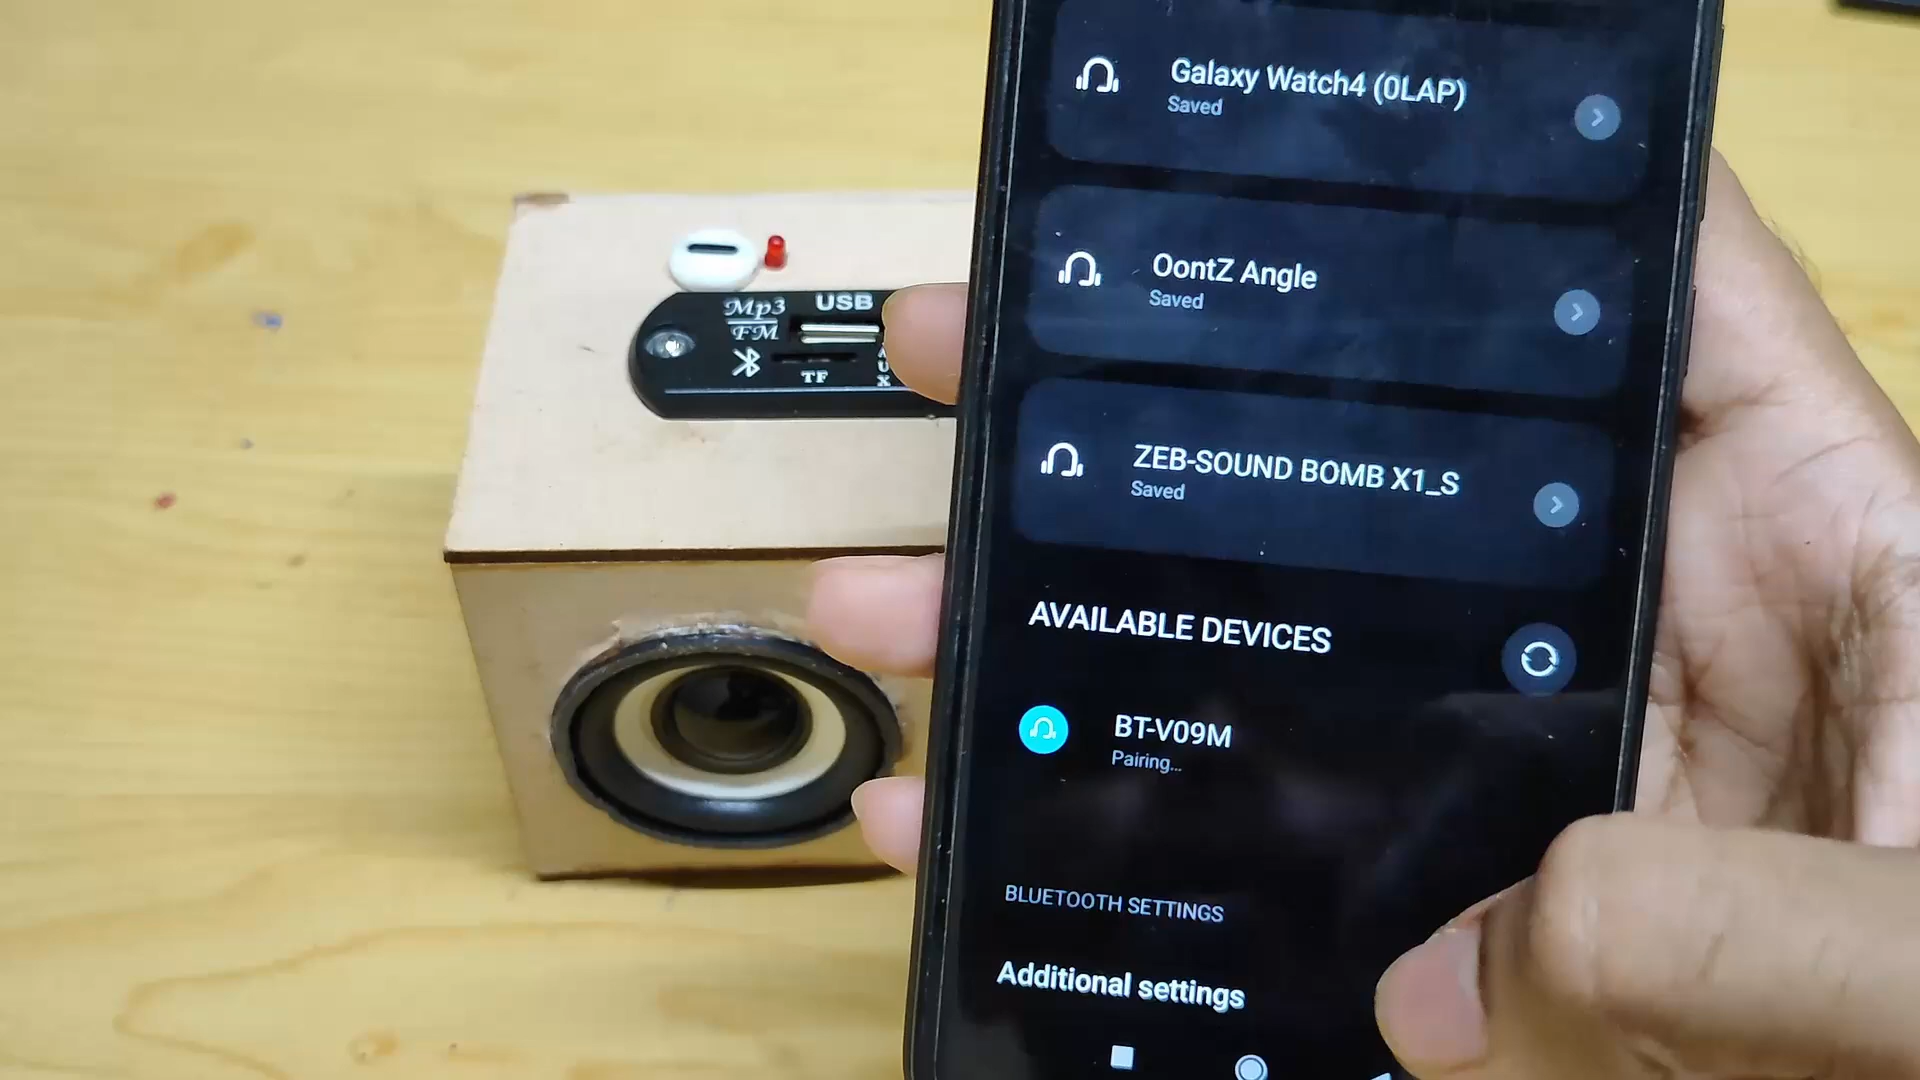 Galaxy Watch4 (0LAP)
Saved
OontZ Angle
Saved
ZEB-SOUND BOMB X1_S
Saved
AVAILABLE DEVICES
BT-V09M
Pairing...
BLUETOOTH SETTINGS
Additional settings
Mp3
FM
USB
TF
AUX